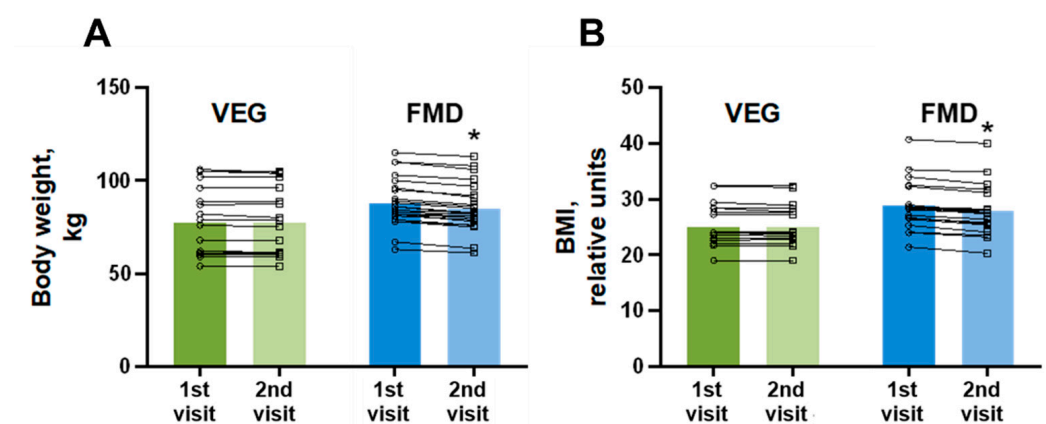 A
Body weight,
kg
150
100
50
0
VEG
FMD
*
1st
visit
2nd
visit
1st
visit
2nd
visit
B
BMI,
relative units
50
40
30
20
10
0
VEG
FMD
*
1st
visit
2nd
visit
1st
visit
2nd
visit